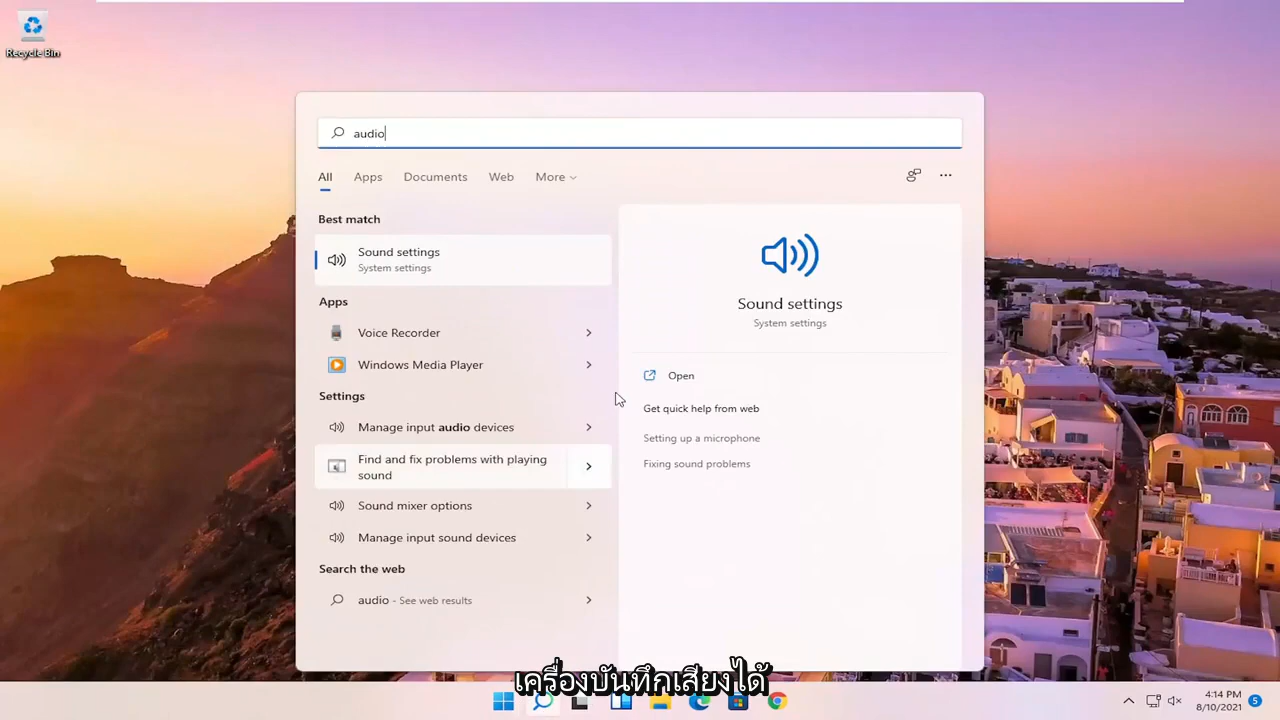 Recycle Bin
audio
All
Apps
Documents
Web
More
Best match
Sound settings
System settings
Apps
Voice Recorder
Windows Media Player
Settings
Manage input audio devices
Find and fix problems with playing
sound
Sound mixer options
Manage input sound devices
Search the web
audio - See web results
Sound settings
System settings
Open
Get quick help from web
Setting up a microphone
Fixing sound problems
เครื่องบันทึกเสียงได้
4:14 PM
8/10/2021
5